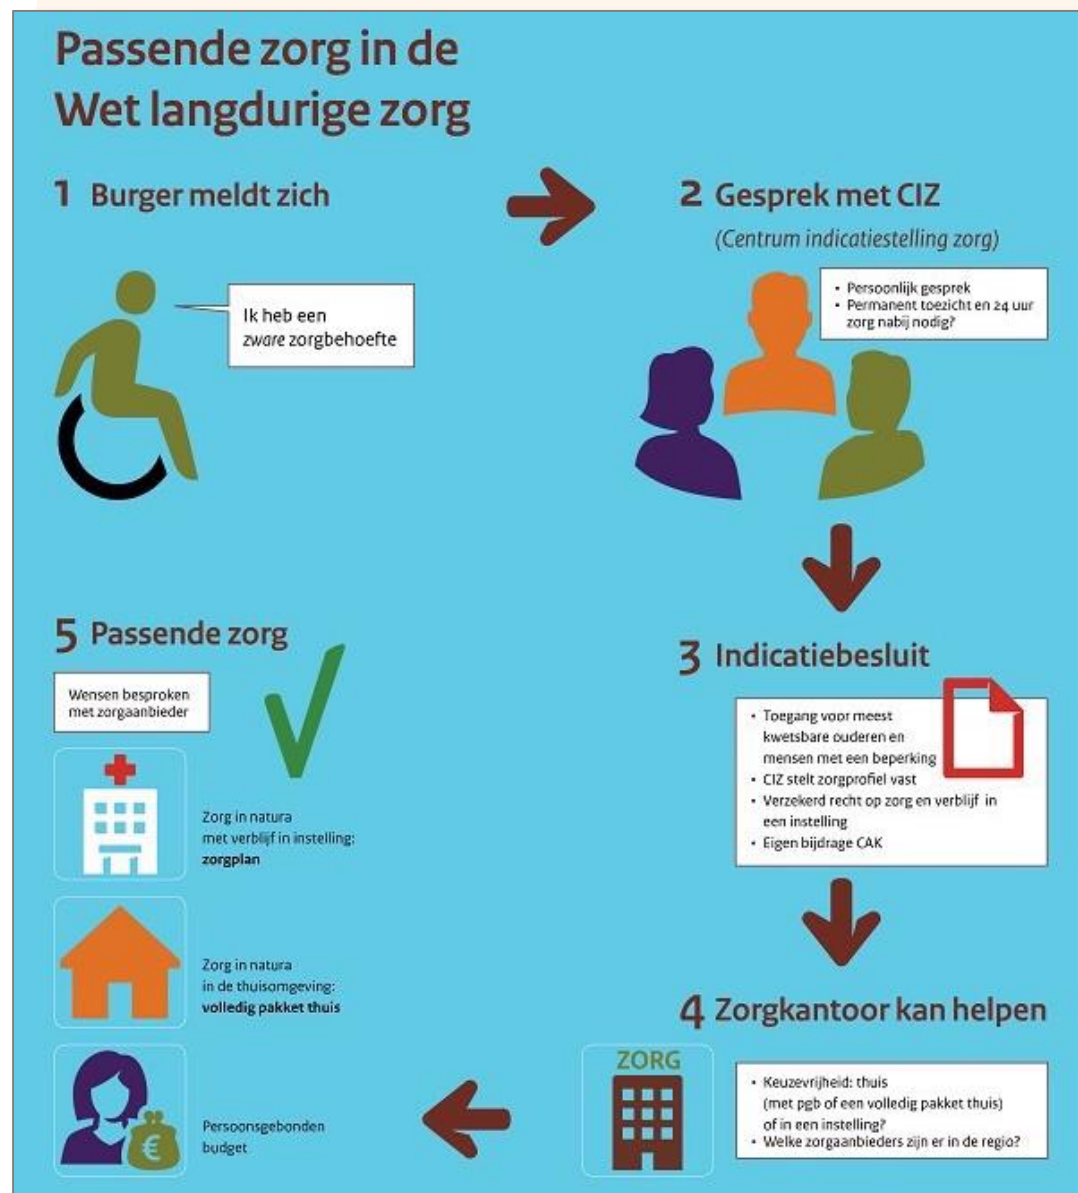 Passende zorg in de
Wet langdurige zorg
1 Burger meldt zich
Ik heb een
zware zorgbehoefte
2 Gesprek met CIZ
(Centrum indicatiestelling zorg)
• Persoonlijk gesprek
• Permanent toezicht en 24 uur
zorg nabij nodig?
3 Indicatiebesluit
• Toegang voor meest
kwetsbare ouderen en
mensen met een beperking
• CIZ stelt zorgprofiel vast
• Verzekerd recht op zorg en verblijf in
een instelling
• Eigen bijdrage CAK
4 Zorgkantoor kan helpen
ZORG
• Keuzevrijheid: thuis
(met pgb of een volledig pakket thuis)
of in een instelling?
• Welke zorgaanbieders zijn er in de regio?
5 Passende zorg
Wensen besproken
met zorgaanbieder
Zorg in natura
met verblijf in instelling:
zorgplan
Zorg in natura
in de thuisomgeving:
volledig pakket thuis
€
Persoonsgebonden
budget